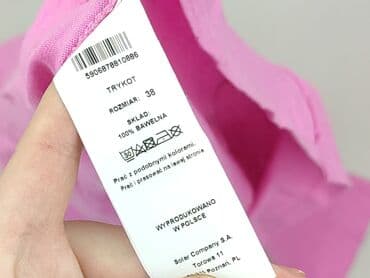 5906878810886
TRYKOT
ROZMIAR: 38
SKŁAD:
100% BAWEŁNA
30
Prać z podobnymi kolorami.
Prać i prasować na lewej stronie
WYPRODUKOWANO
W POLSCE
Solar Company S.A.
Torowa 11
Poznań, PL